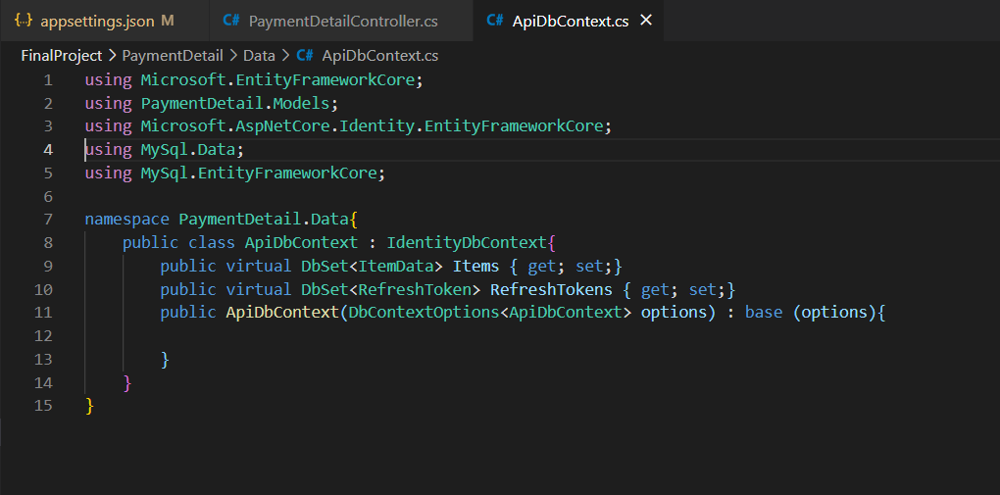 {..} appsettings.json M C# PaymentDetailController.cs C# ApiDbContext.cs ×
FinalProject > PaymentDetail > Data > C# ApiDbContext.cs
1 using Microsoft.EntityFrameworkCore;
2 using PaymentDetail.Models;
3 using Microsoft.AspNetCore.Identity.EntityFrameworkCore;
4 using MySql.Data;
5 using MySql.EntityFrameworkCore;
6
7 namespace PaymentDetail.Data{
8 public class ApiDbContext : IdentityDbContext{
9 public virtual DbSet<ItemData> Items { get; set;}
10 public virtual DbSet<RefreshToken> RefreshTokens { get; set;}
11 public ApiDbContext(DbContextOptions<ApiDbContext> options) : base (options){
12
13 }
14 }
15 }